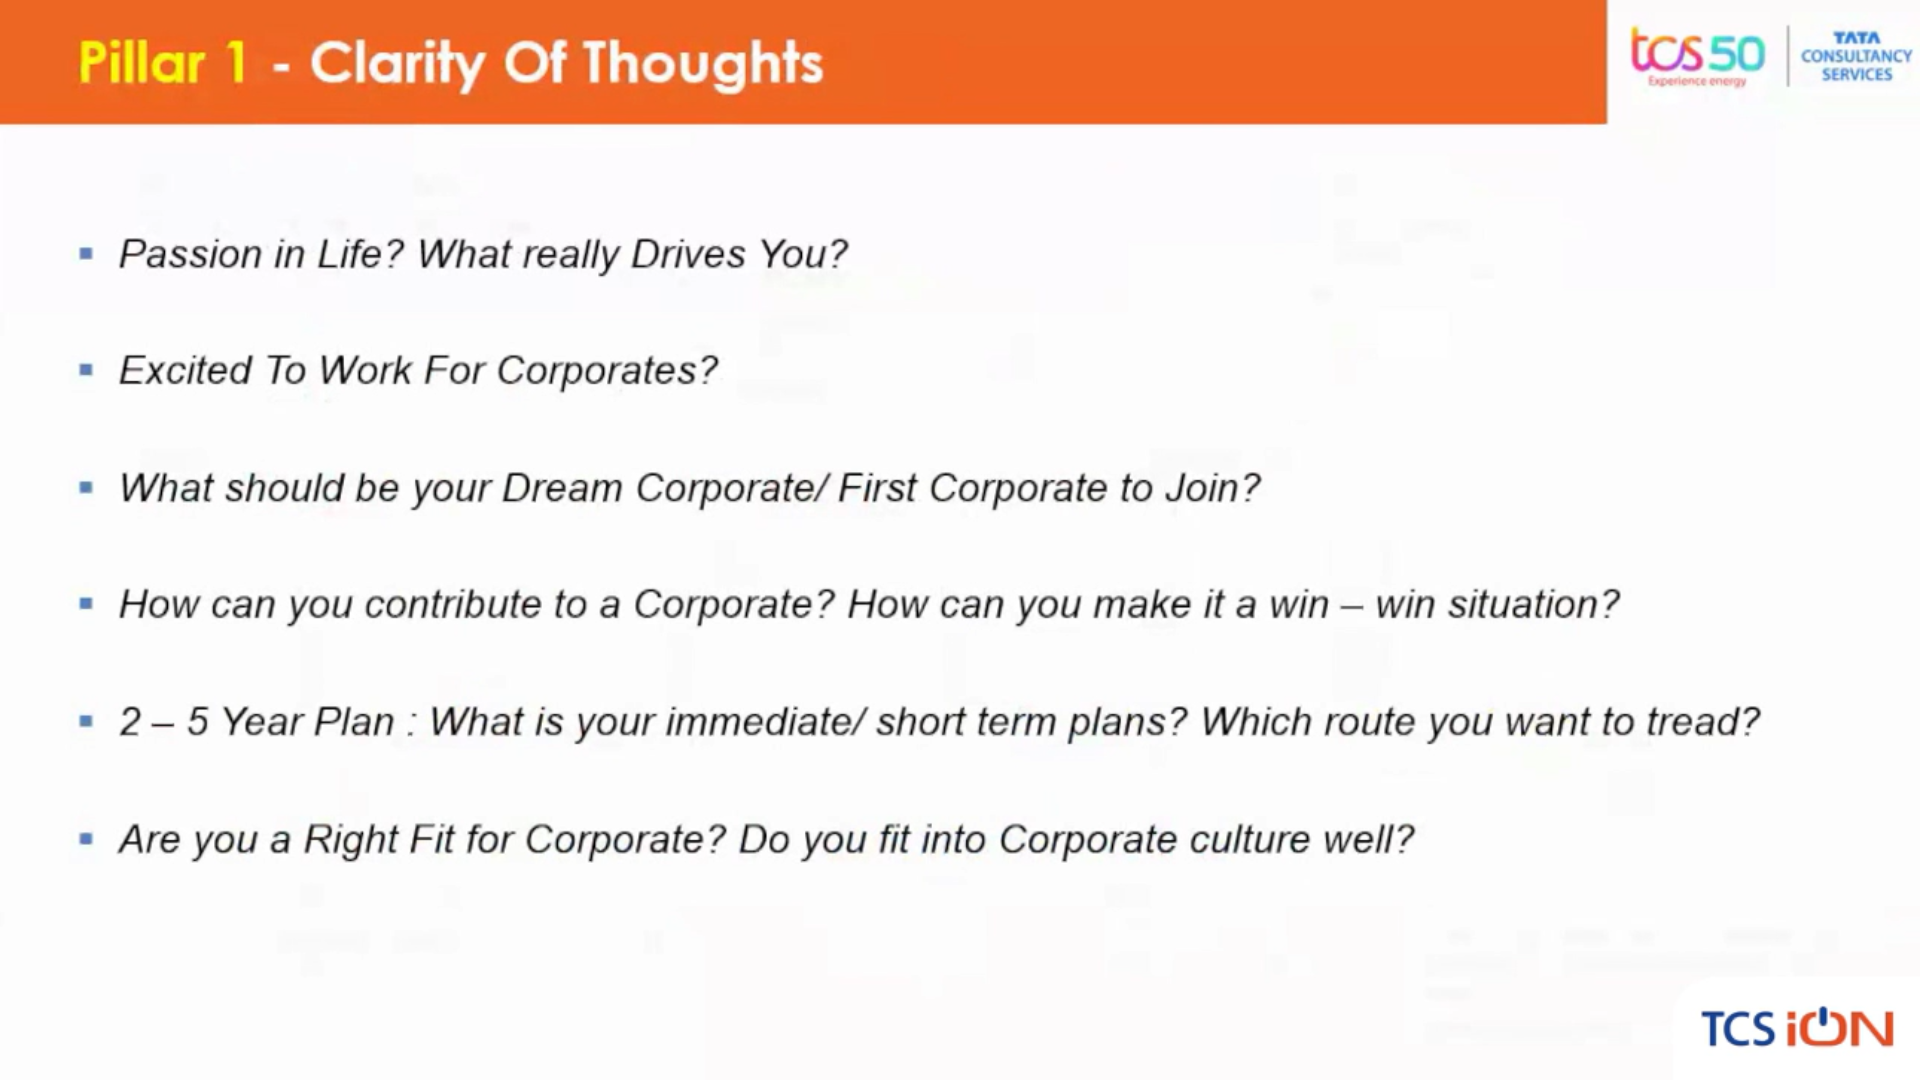 Pillar 1 - Clarity Of Thoughts
tcs 50
Experience energy
TATA
CONSULTANCY
SERVICES
Passion in Life? What really Drives You?
Excited To Work For Corporates?
What should be your Dream Corporate/ First Corporate to Join?
How can you contribute to a Corporate? How can you make it a win – win situation?
2 – 5 Year Plan : What is your immediate/ short term plans? Which route you want to tread?
Are you a Right Fit for Corporate? Do you fit into Corporate culture well?
TCS iON